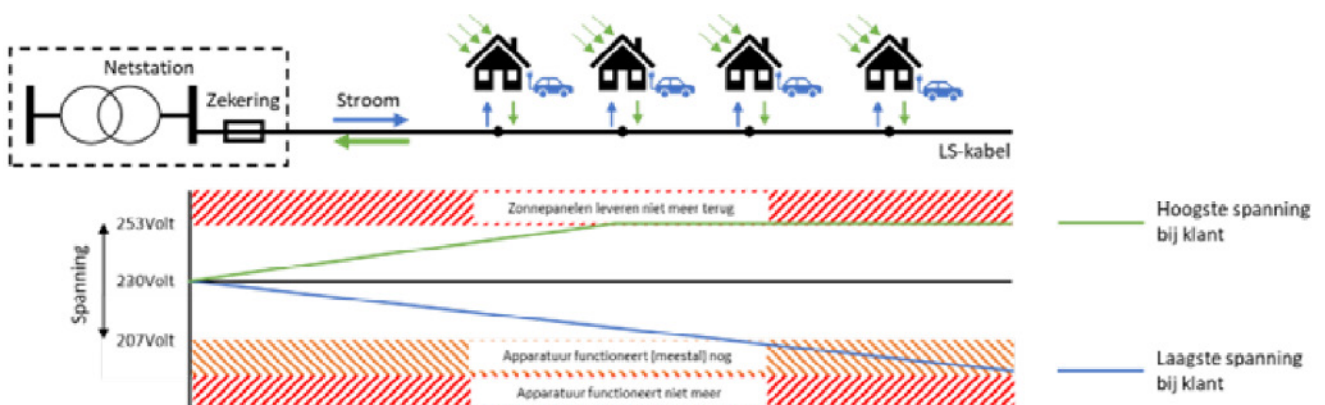 Netstation
Zekering
Stroom
LS-kabel
Zonnepanelen leveren niet meer terug
253Volt
Hoogste spanning
bij klant
Spanning
230Volt
207Volt
Apparatuur functioneert (meestal) nog
Laagste spanning
bij klant
Apparatuur functioneert niet meer